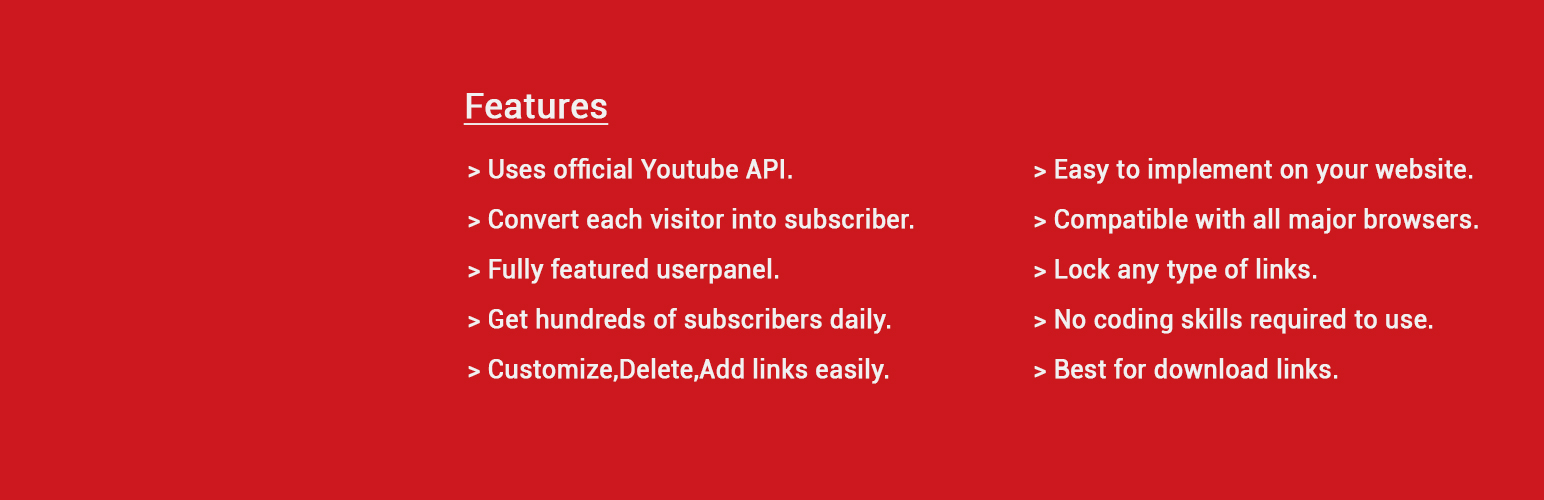 Features
> Uses official Youtube API.
> Convert each visitor into subscriber.
> Fully featured userpanel.
> Get hundreds of subscribers daily.
> Customize,Delete,Add links easily.
> Easy to implement on your website.
> Compatible with all major browsers.
> Lock any type of links.
> No coding skills required to use.
> Best for download links.